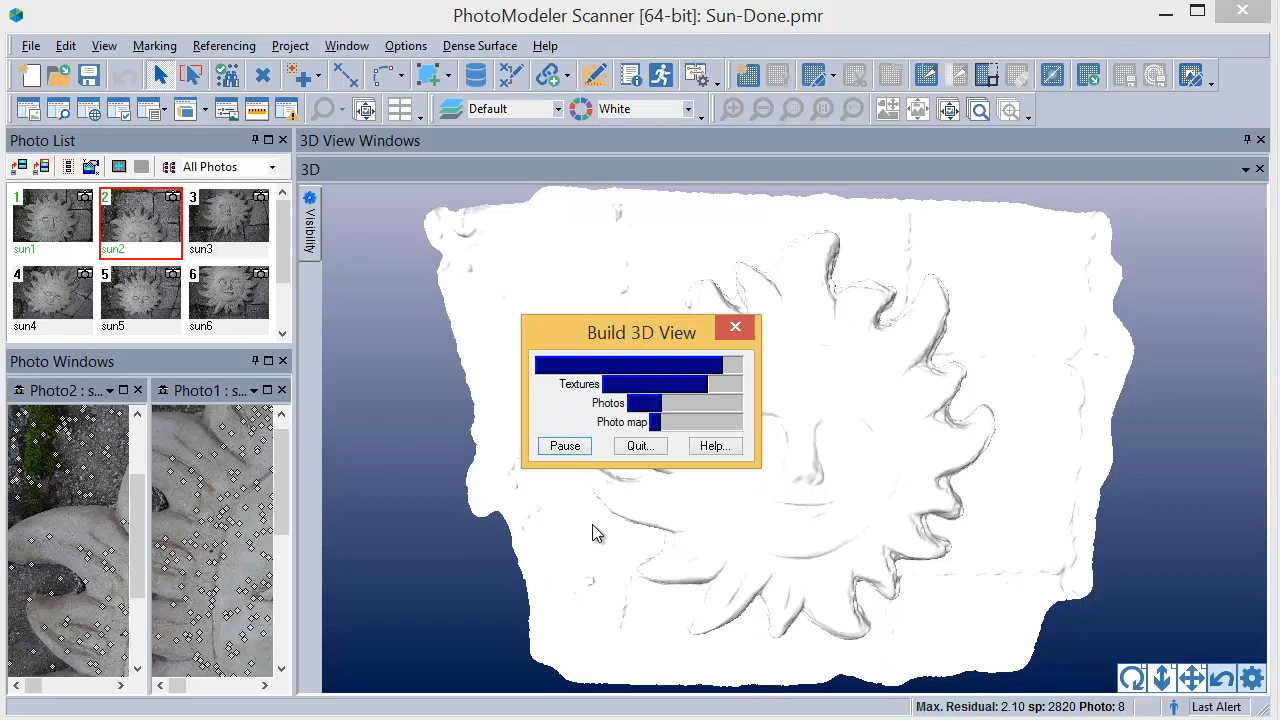 PhotoModeler Scanner [64-bit]: Sun-Done.pmr
File Edit View Marking Referencing Project Window Options Dense Surface Help
Default White
Photo List
3D View Windows
All Photos
3D
1 2 3
sun1 sun2 sun3
4 5 6
sun4 sun5 sun6
Visibility
Photo Windows
Photo2 : s... Photo1 : s...
Build 3D View
Textures
Photos
Photo map
Pause Quit... Help...
Max. Residual: 2.10 sp: 2820 Photo: 8 Last Alert